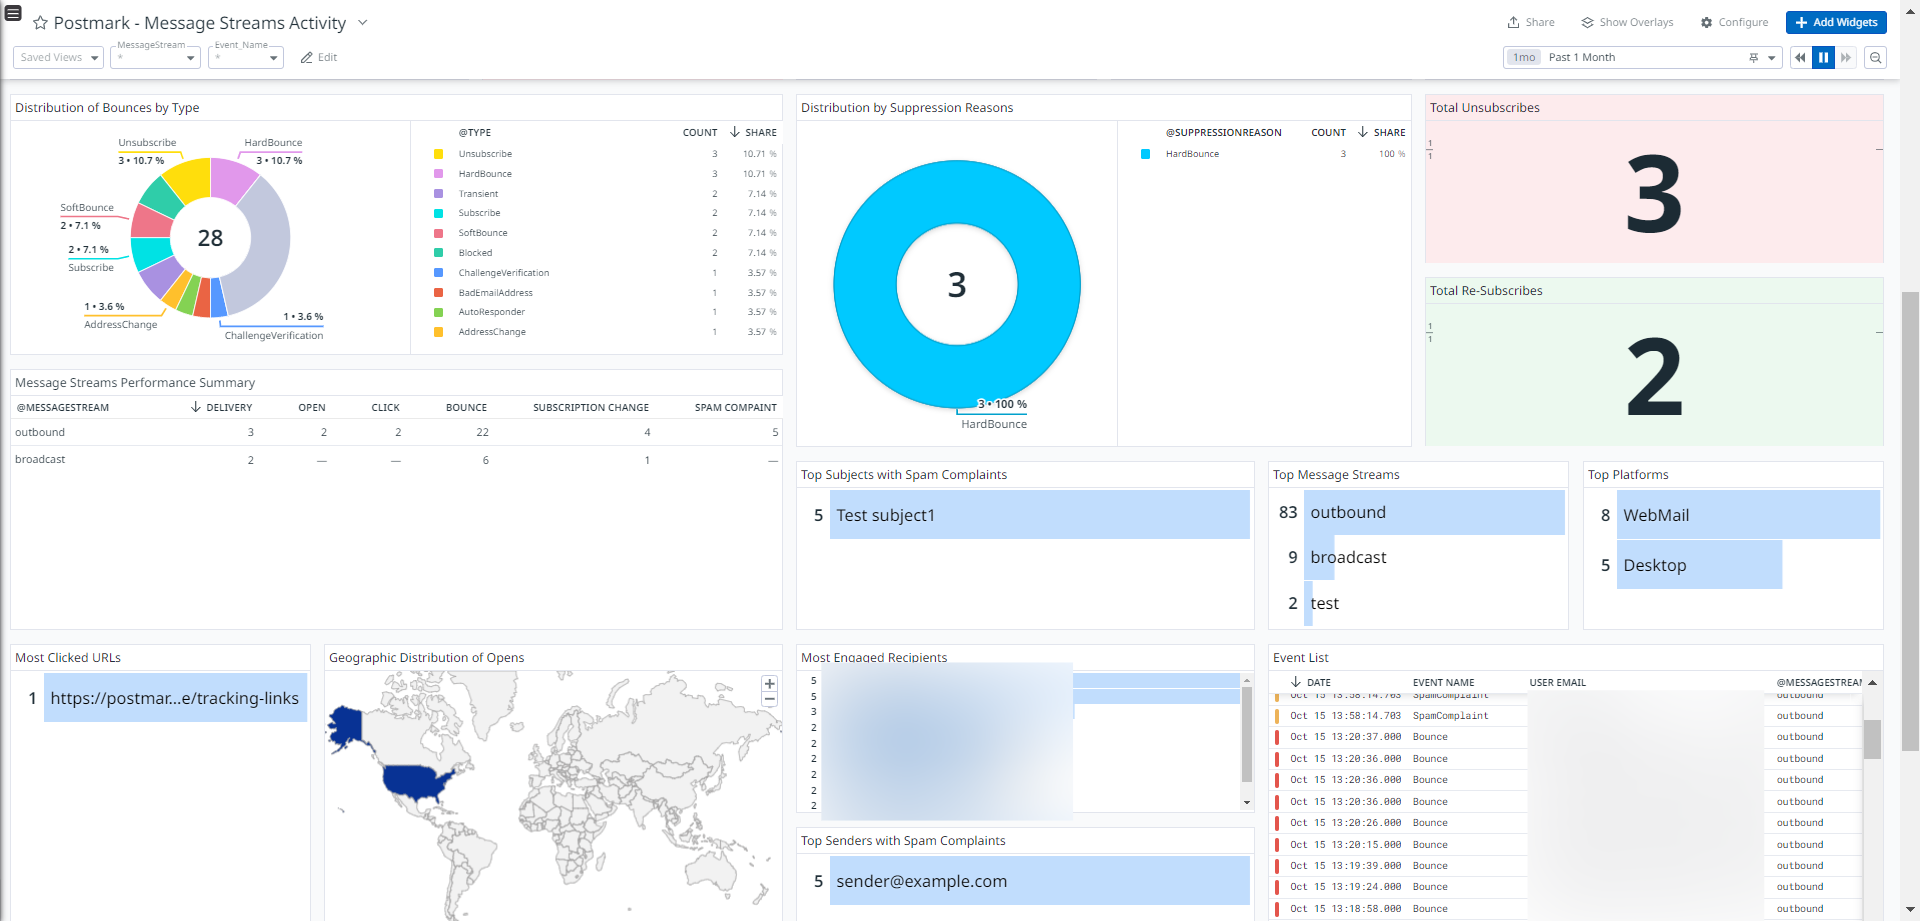 Postmark - Message Streams Activity
Share
Show Overlays
Configure
Add Widgets
Saved Views
MessageStream
*
Event_Name
*
Edit
1mo Past 1 Month
Distribution of Bounces by Type
Unsubscribe
3 • 10.7 %
HardBounce
3 • 10.7 %
SoftBounce
2 • 7.1 %
2 • 7.1 %
Subscribe
1 • 3.6 %
AddressChange
1 • 3.6 %
ChallengeVerification
28
@TYPE COUNT SHARE
Unsubscribe 3 10.71 %
HardBounce 3 10.71 %
Transient 2 7.14 %
Subscribe 2 7.14 %
SoftBounce 2 7.14 %
Blocked 2 7.14 %
ChallengeVerification 1 3.57 %
BadEmailAddress 1 3.57 %
AutoResponder 1 3.57 %
AddressChange 1 3.57 %
Distribution by Suppression Reasons
3
3 • 100 %
HardBounce
@SUPPRESSIONREASON COUNT SHARE
HardBounce 3 100 %
Total Unsubscribes
1
1
3
Total Re-Subscribes
1
1
2
Message Streams Performance Summary
@MESSAGESTREAM DELIVERY OPEN CLICK BOUNCE SUBSCRIPTION CHANGE SPAM COMPAINT
outbound 3 2 2 22 4 5
broadcast 2 — — 6 1 —
Top Subjects with Spam Complaints
5 Test subject1
Top Message Streams
83 outbound
9 broadcast
2 test
Top Platforms
8 WebMail
5 Desktop
Most Clicked URLs
1 https://postmar...e/tracking-links
Geographic Distribution of Opens
+
−
Most Engaged Recipients
5
5
3
2
2
2
2
2
2
Top Senders with Spam Complaints
5 sender@example.com
Event List
DATE EVENT NAME USER EMAIL @MESSAGESTREAM
Oct 15 13:58:14.703 SpamComplaint outbound
Oct 15 13:58:14.703 SpamComplaint outbound
Oct 15 13:20:37.000 Bounce outbound
Oct 15 13:20:36.000 Bounce outbound
Oct 15 13:20:36.000 Bounce outbound
Oct 15 13:20:36.000 Bounce outbound
Oct 15 13:20:26.000 Bounce outbound
Oct 15 13:20:15.000 Bounce outbound
Oct 15 13:19:39.000 Bounce outbound
Oct 15 13:19:24.000 Bounce outbound
Oct 15 13:18:58.000 Bounce outbound